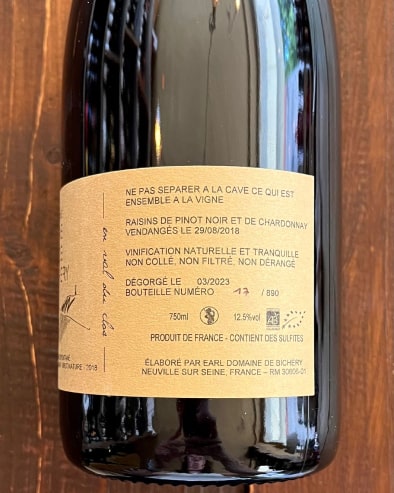 NE PAS SEPARER A LA CAVE CE QUI EST
ENSEMBLE A LA VIGNE
RAISINS DE PINOT NOIR ET DE CHARDONNAY
VENDANGÉS LE 29/08/2018
VINIFICATION NATURELLE ET TRANQUILLE
NON COLLÉ, NON FILTRÉ, NON DÉRANGÉ
DÉGORGÉ LE 03/2023
BOUTEILLE NUMÉRO 17 / 890
750ml 12.5%vol
PRODUIT DE FRANCE - CONTIENT DES SULFITES
ÉLABORÉ PAR EARL DOMAINE DE BICHERY
NEUVILLE SUR SEINE, FRANCE – RM 30606-01
2018